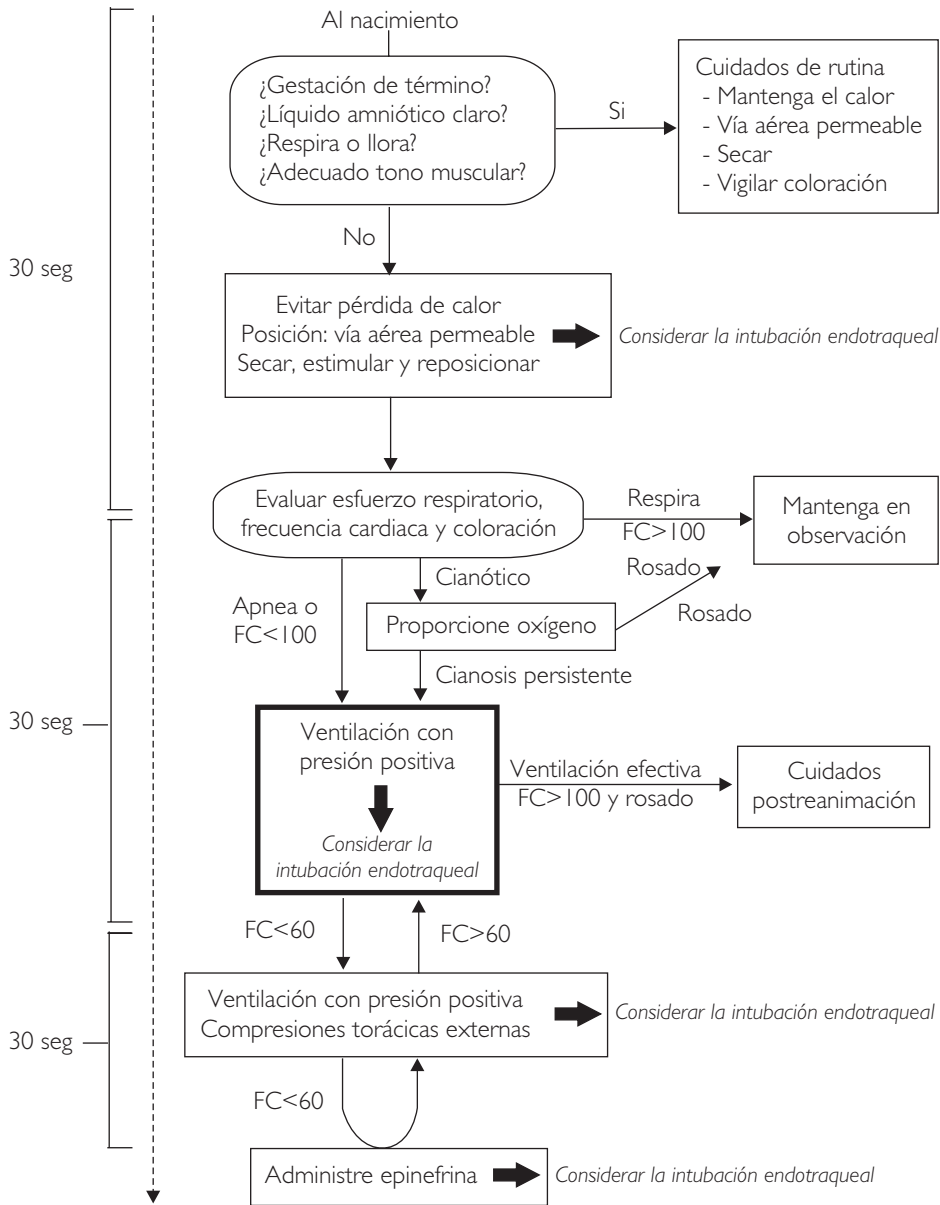 Al nacimiento
¿Gestación de término?
¿Líquido amniótico claro?
¿Respira o llora?
¿Adecuado tono muscular?
Si
Cuidados de rutina
- Mantenga el calor
- Vía aérea permeable
- Secar
- Vigilar coloración
No
30 seg
Evitar pérdida de calor
Posición: vía aérea permeable
Secar, estimular y reposicionar
Considerar la intubación endotraqueal
Evaluar esfuerzo respiratorio,
frecuencia cardiaca y coloración
Respira
FC>100
Mantenga en
observación
Rosado
Cianótico
Apnea o
FC<100
Proporcione oxígeno
Rosado
Cianosis persistente
30 seg
Ventilación con
presión positiva
Considerar la
intubación endotraqueal
Ventilación efectiva
FC>100 y rosado
Cuidados
postreanimación
FC<60
FC>60
30 seg
Ventilación con presión positiva
Compresiones torácicas externas
Considerar la intubación endotraqueal
FC<60
Administre epinefrina
Considerar la intubación endotraqueal